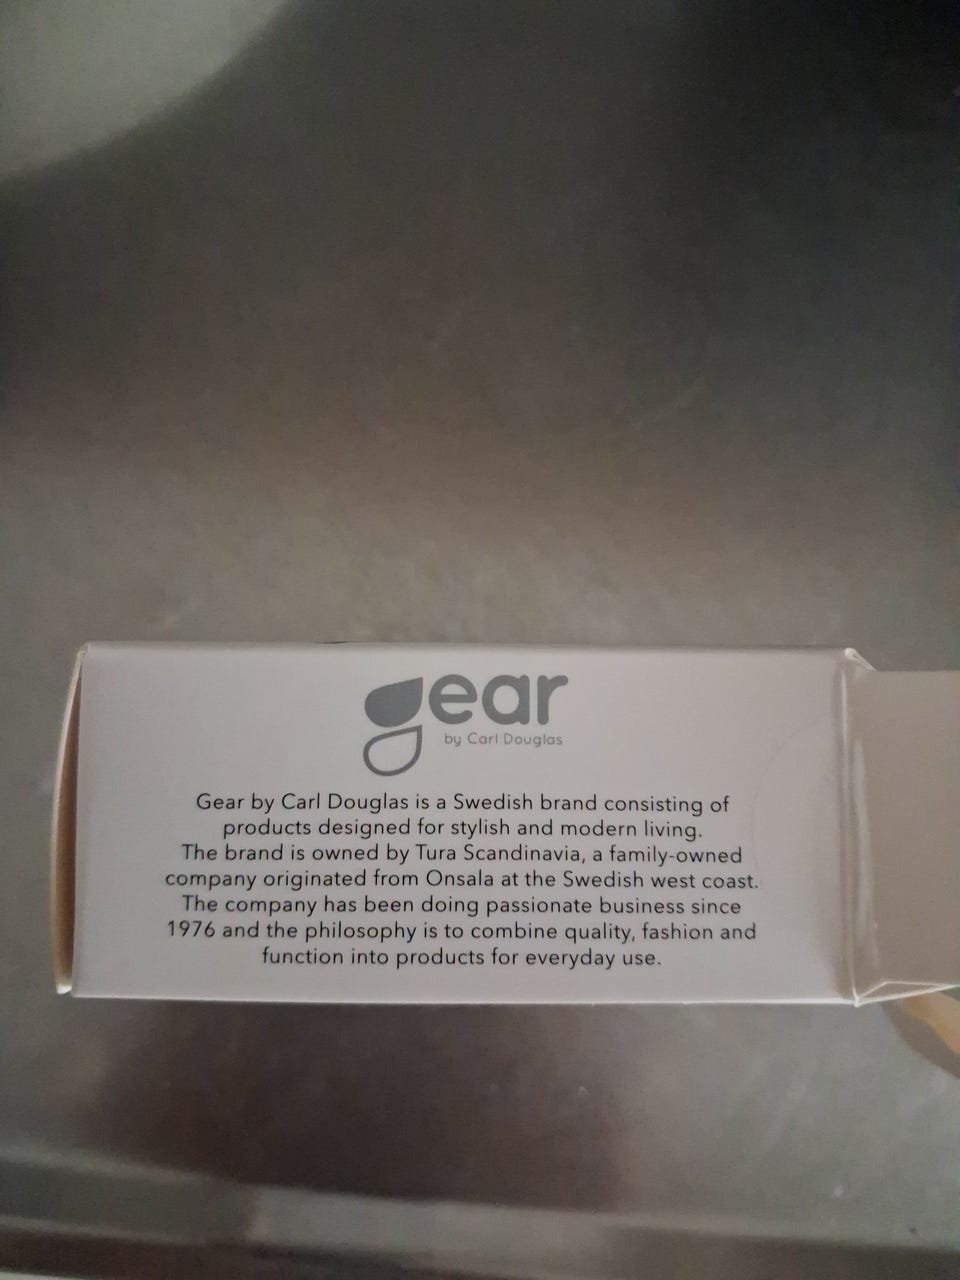 gear
by Carl Douglas
Gear by Carl Douglas is a Swedish brand consisting of
products designed for stylish and modern living.
The brand is owned by Tura Scandinavia, a family-owned
company originated from Onsala at the Swedish west coast.
The company has been doing passionate business since
1976 and the philosophy is to combine quality, fashion and
function into products for everyday use.